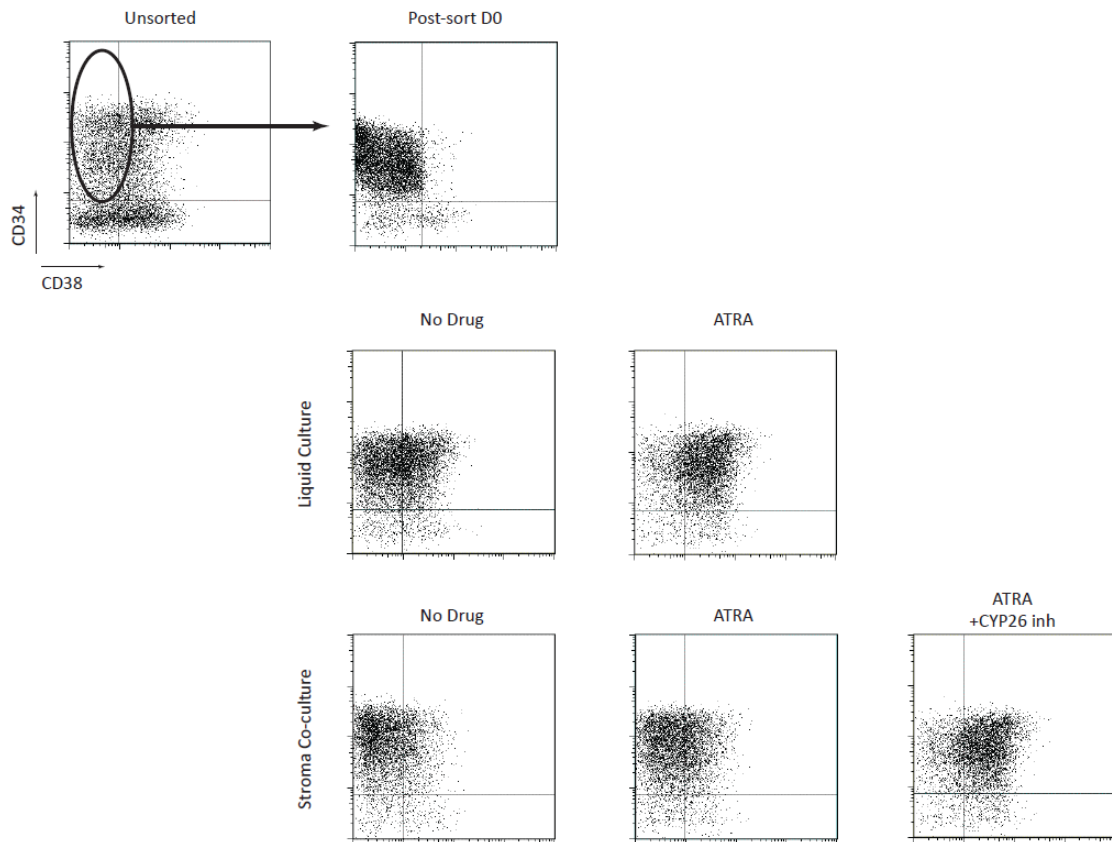 Unsorted
Post-sort D0
CD34
CD38
No Drug
ATRA
Liquid Culture
No Drug
ATRA
ATRA
+CYP26 inh
Stroma Co-culture